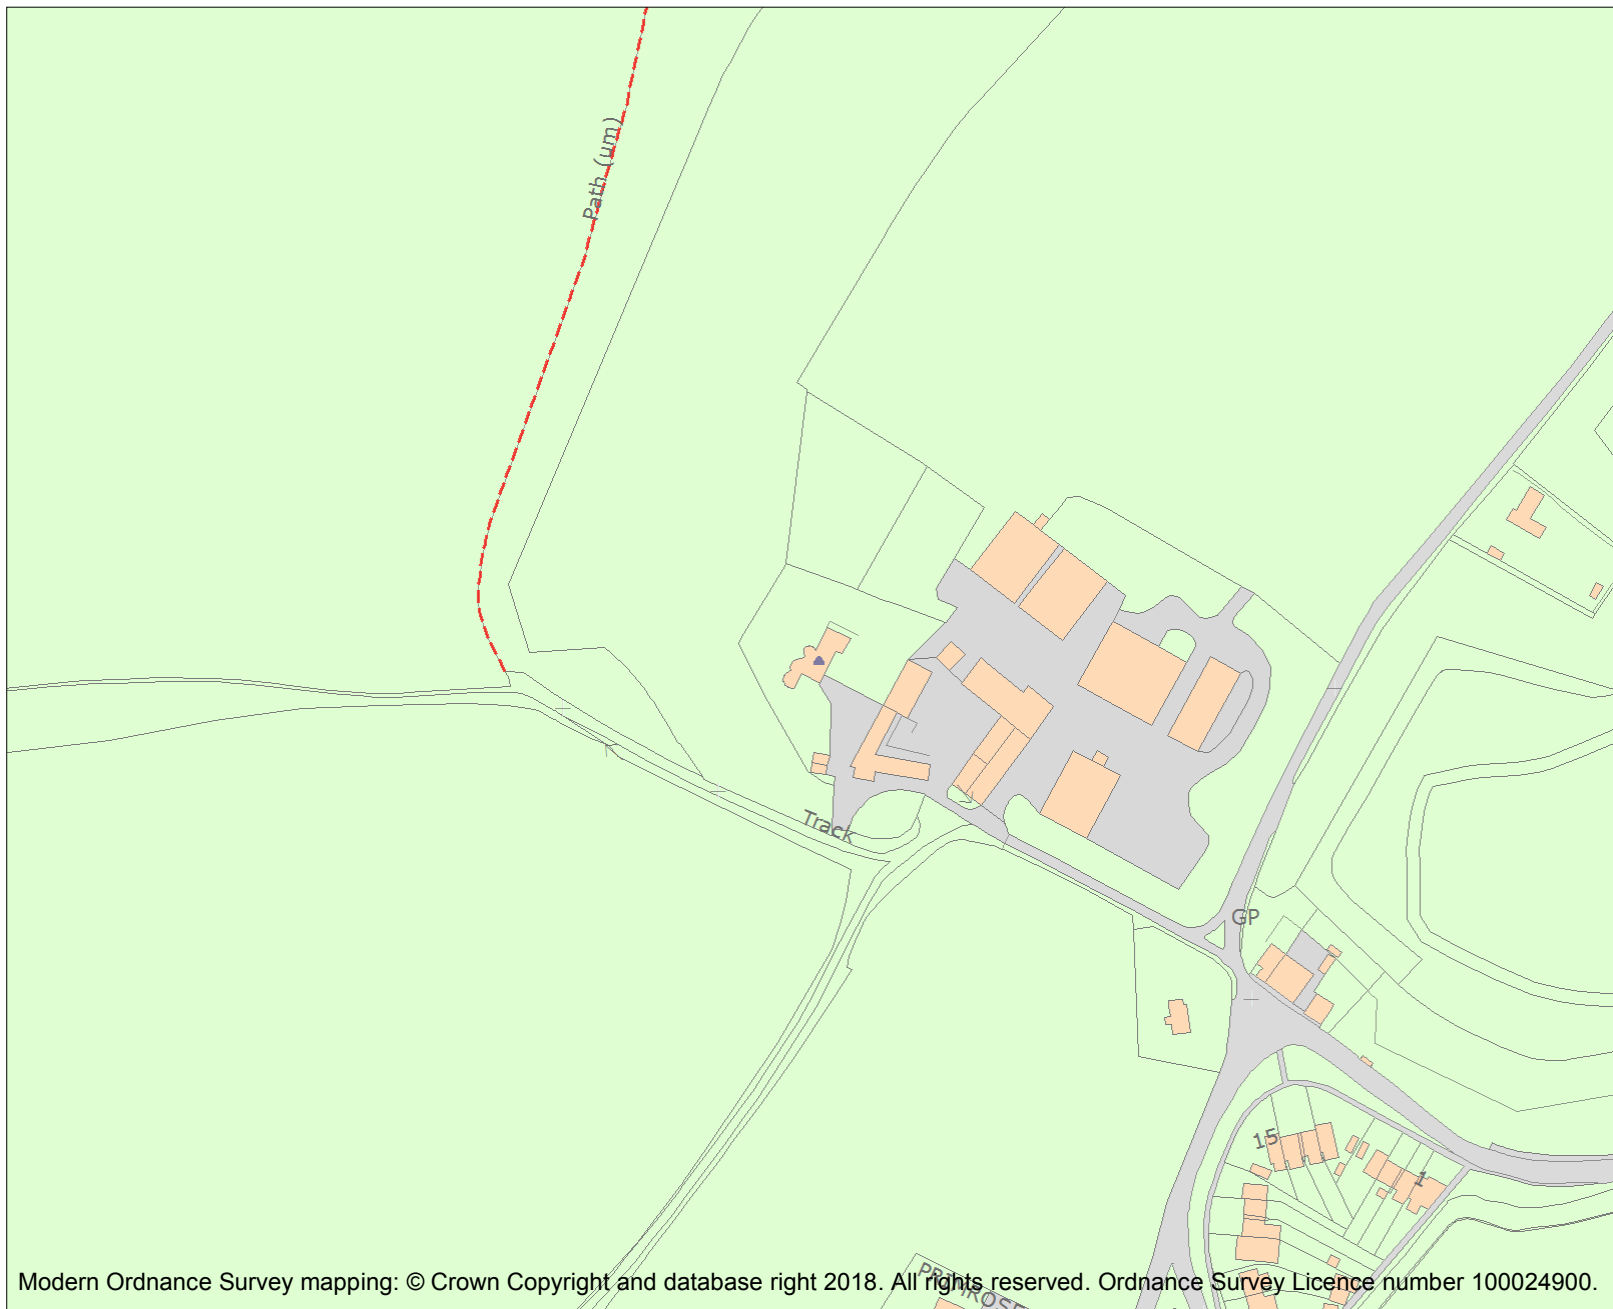 Path (um)
Track
GP
15
1
PRIMROSE
Modern Ordnance Survey mapping: © Crown Copyright and database right 2018. All rights reserved. Ordnance Survey Licence number 100024900.